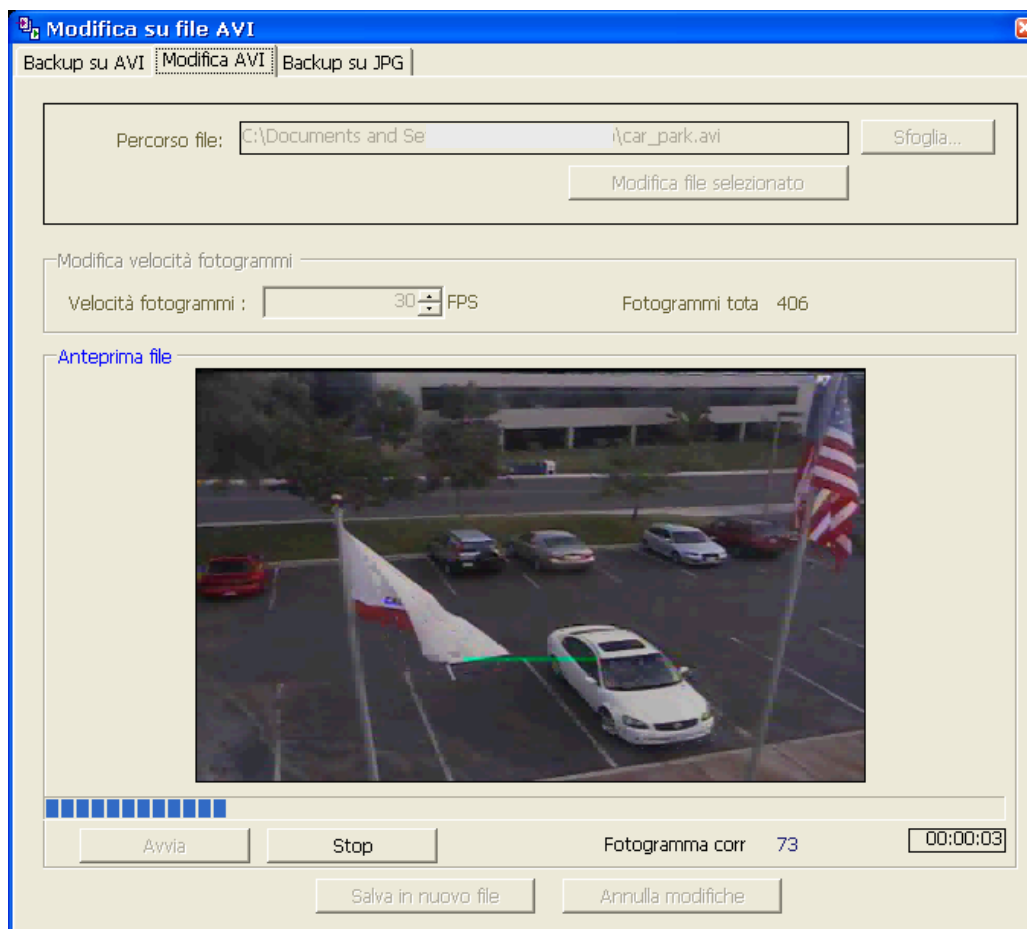 Modifica su file AVI
Backup su AVI Modifica AVI Backup su JPG
Percorso file: C:\Documents and Se \car_park.avi Sfoglia...
Modifica file selezionato
Modifica velocità fotogrammi
Velocità fotogrammi : 30 FPS Fotogrammi tota 406
Anteprima file
Avvia Stop Fotogramma corr 73 00:00:03
Salva in nuovo file Annulla modifiche